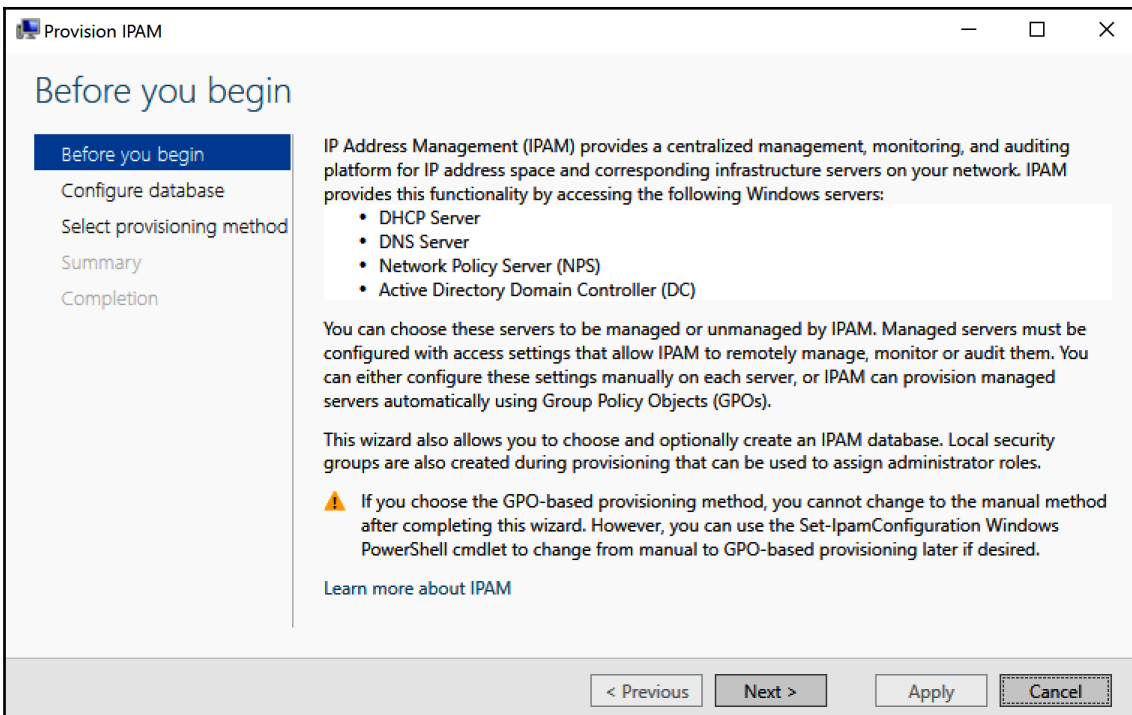 Provision IPAM
Before you begin
Before you begin
Configure database
Select provisioning method
Summary
Completion
IP Address Management (IPAM) provides a centralized management, monitoring, and auditing
platform for IP address space and corresponding infrastructure servers on your network. IPAM
provides this functionality by accessing the following Windows servers:
• DHCP Server
• DNS Server
• Network Policy Server (NPS)
• Active Directory Domain Controller (DC)
You can choose these servers to be managed or unmanaged by IPAM. Managed servers must be
configured with access settings that allow IPAM to remotely manage, monitor or audit them. You
can either configure these settings manually on each server, or IPAM can provision managed
servers automatically using Group Policy Objects (GPOs).
This wizard also allows you to choose and optionally create an IPAM database. Local security
groups are also created during provisioning that can be used to assign administrator roles.
If you choose the GPO-based provisioning method, you cannot change to the manual method
after completing this wizard. However, you can use the Set-IpamConfiguration Windows
PowerShell cmdlet to change from manual to GPO-based provisioning later if desired.
Learn more about IPAM
< Previous
Next >
Apply
Cancel